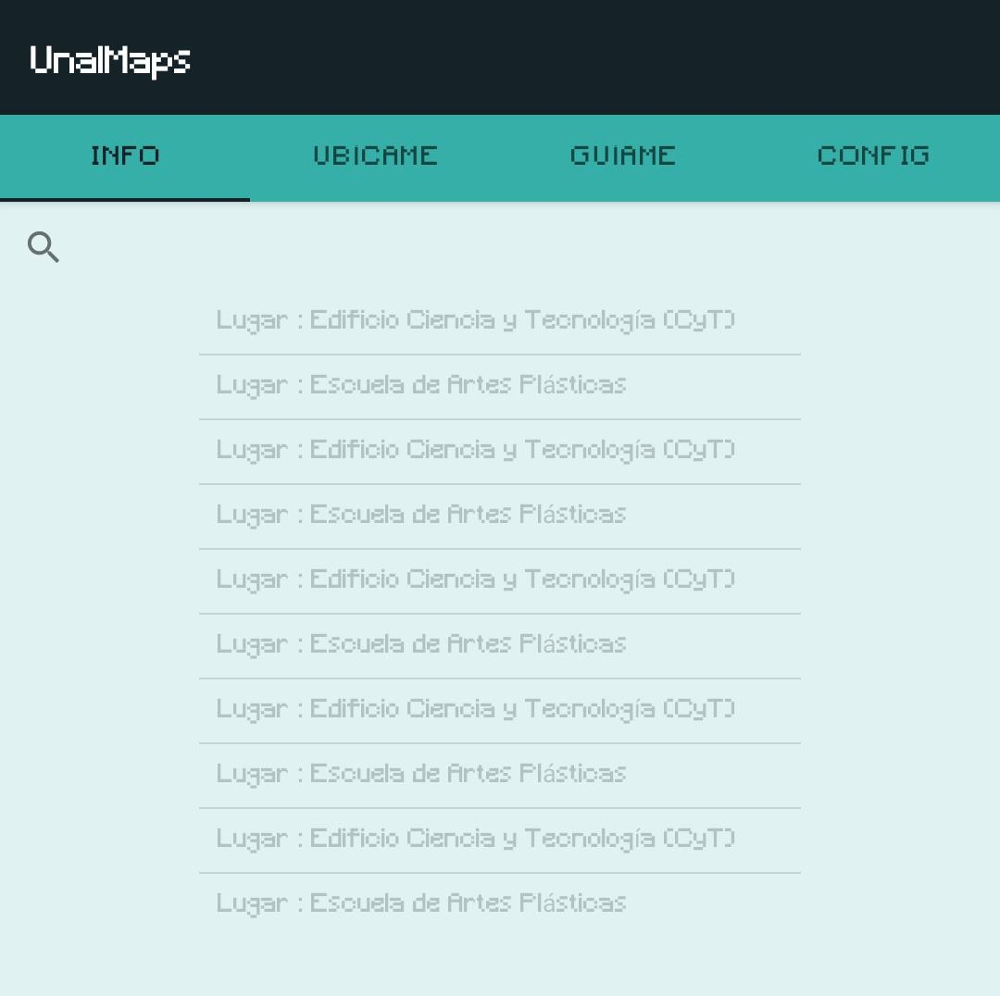 UnalMaps
INFO UBICAME GUIAME CONFIG
Lugar : Edificio Ciencia y Tecnología (CyT)
Lugar : Escuela de Artes Plásticas
Lugar : Edificio Ciencia y Tecnología (CyT)
Lugar : Escuela de Artes Plásticas
Lugar : Edificio Ciencia y Tecnología (CyT)
Lugar : Escuela de Artes Plásticas
Lugar : Edificio Ciencia y Tecnología (CyT)
Lugar : Escuela de Artes Plásticas
Lugar : Edificio Ciencia y Tecnología (CyT)
Lugar : Escuela de Artes Plásticas